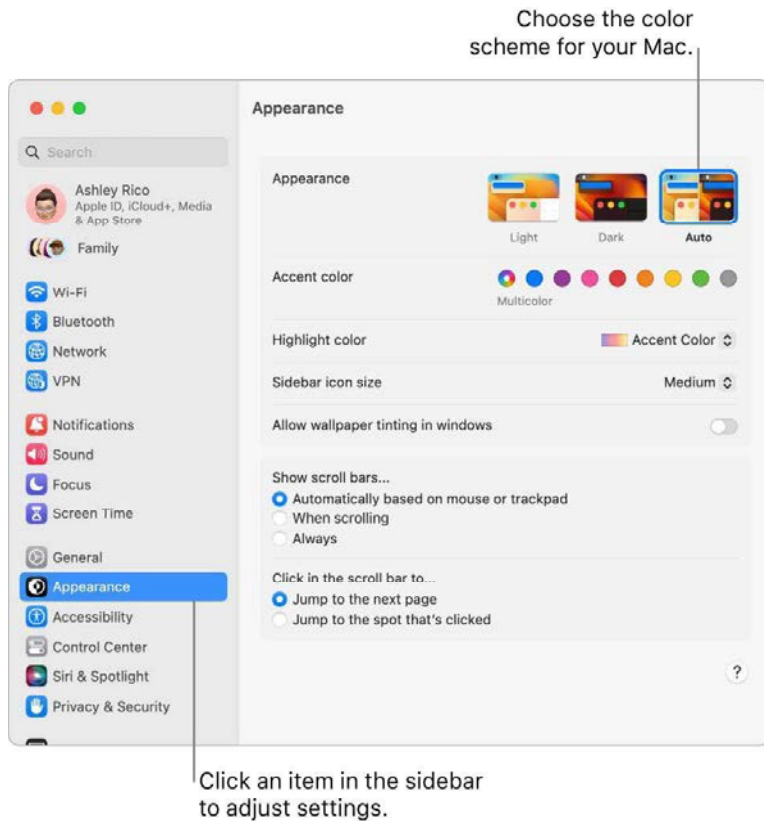 Choose the color
scheme for your Mac.
Appearance
Search
Ashley Rico
Apple ID, iCloud+, Media
& App Store
Family
Wi-Fi
Bluetooth
Network
VPN
Notifications
Sound
Focus
Screen Time
General
Appearance
Accessibility
Control Center
Siri & Spotlight
Privacy & Security
Appearance
Light Dark Auto
Accent color
Multicolor
Highlight color Accent Color
Sidebar icon size Medium
Allow wallpaper tinting in windows
Show scroll bars...
Automatically based on mouse or trackpad
When scrolling
Always
Click in the scroll bar to...
Jump to the next page
Jump to the spot that's clicked
?
Click an item in the sidebar
to adjust settings.